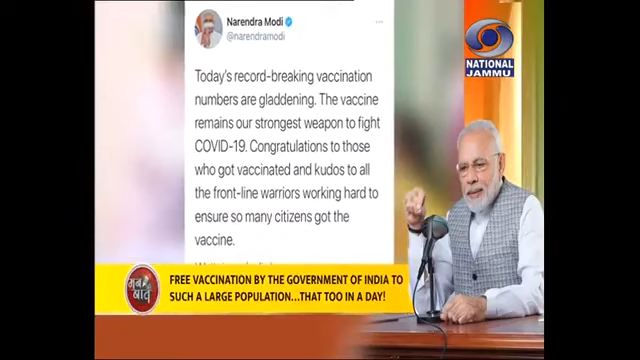 Narendra Modi
@narendramodi
Today's record-breaking vaccination
numbers are gladdening. The vaccine
remains our strongest weapon to fight
COVID-19. Congratulations to those
who got vaccinated and kudos to all
the front-line warriors working hard to
ensure so many citizens got the
vaccine.
NATIONAL
JAMMU
मन की
बात
FREE VACCINATION BY THE GOVERNMENT OF INDIA TO
SUCH A LARGE POPULATION...THAT TOO IN A DAY!